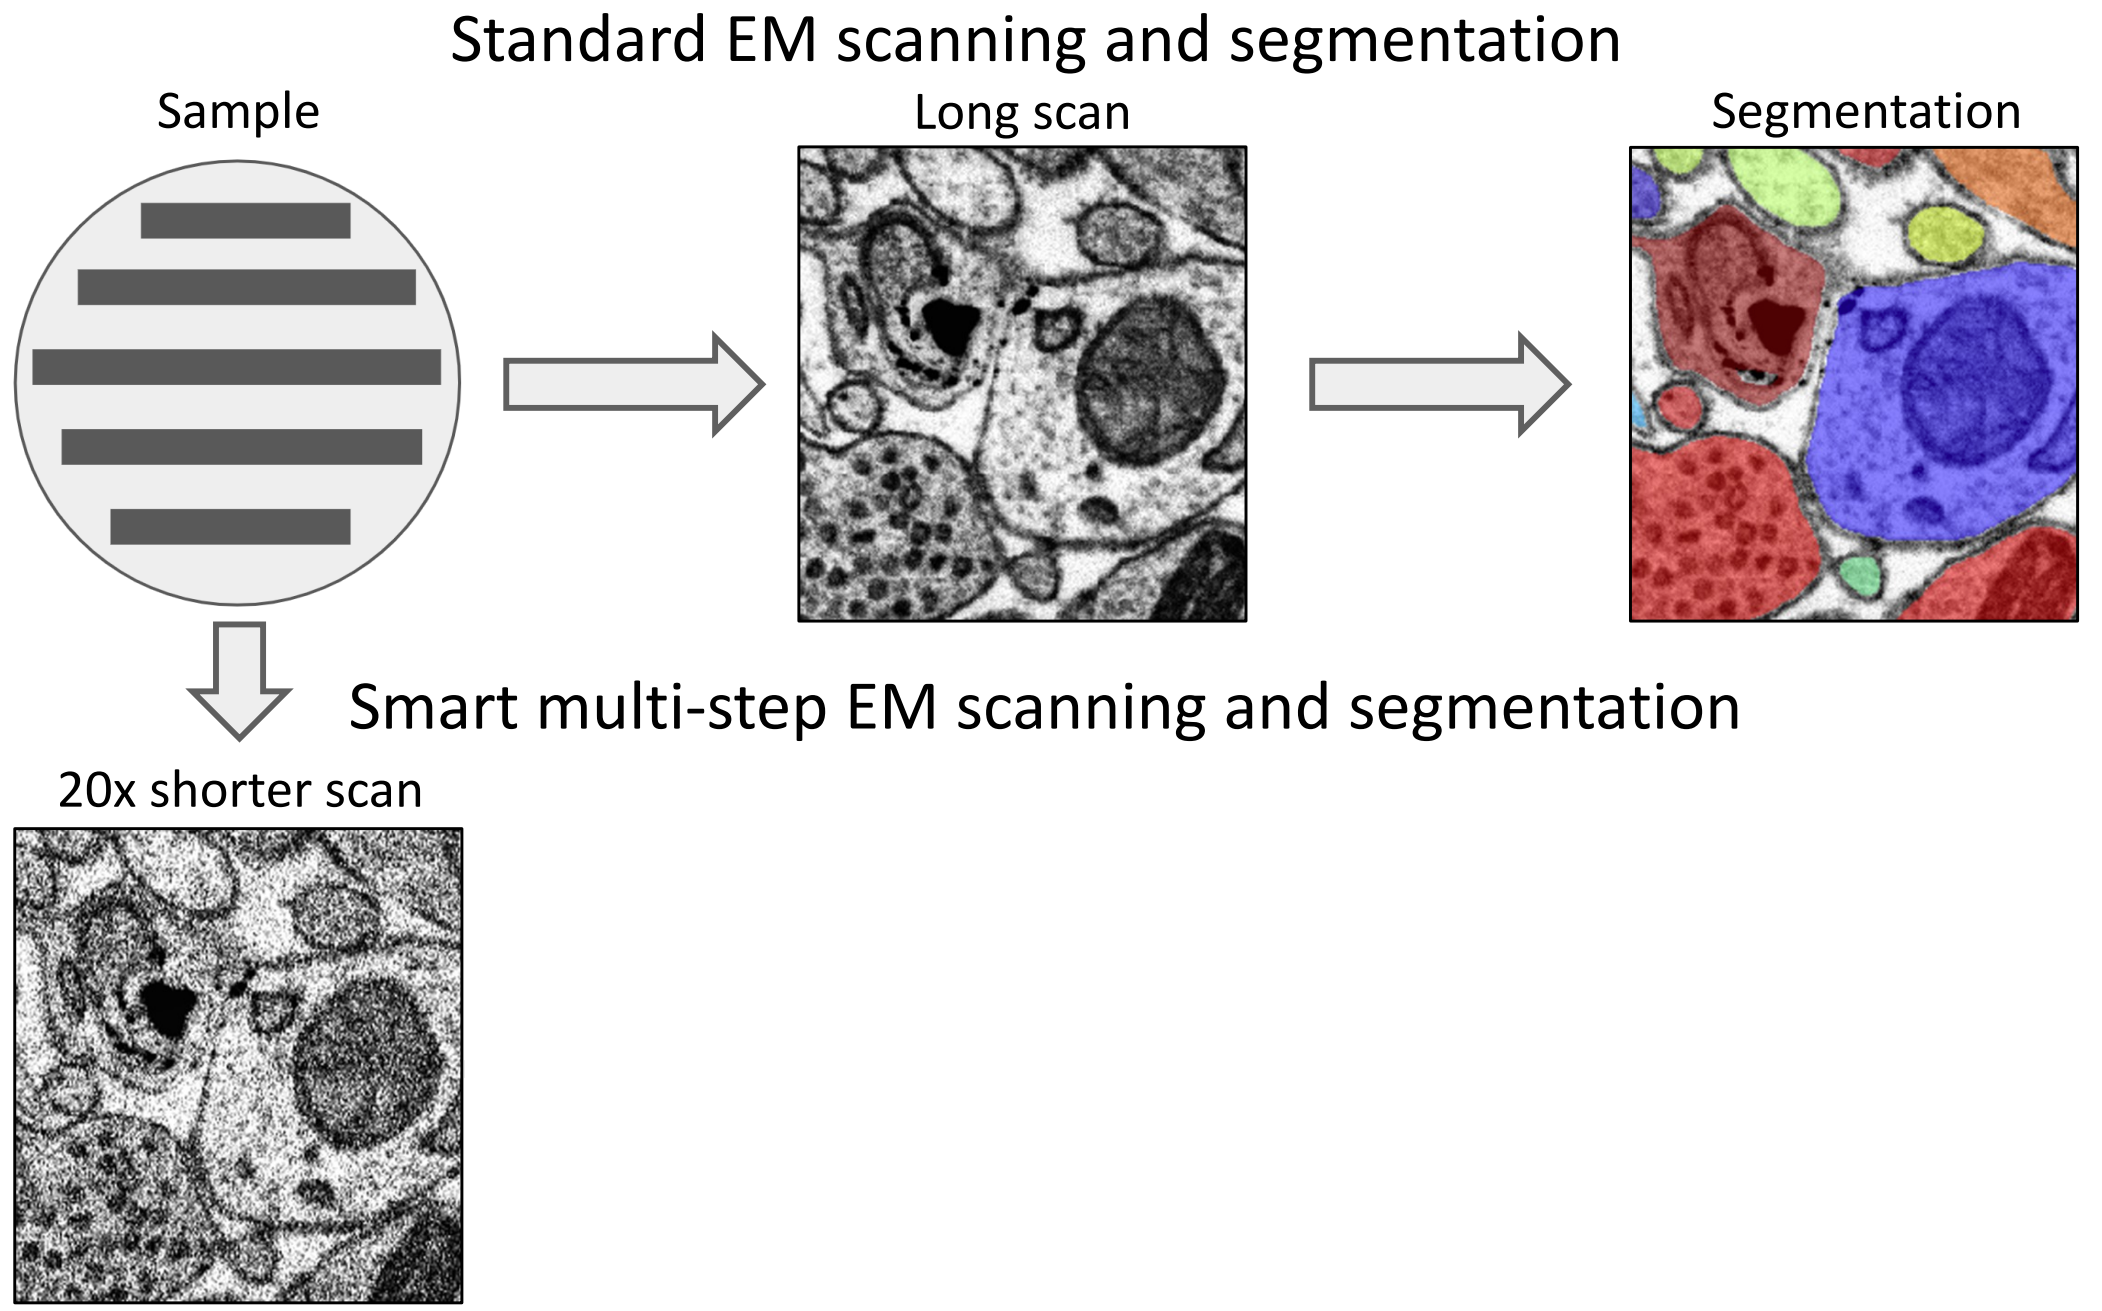 Standard EM scanning and segmentation
Sample
Long scan
Segmentation
Smart multi-step EM scanning and segmentation
20x shorter scan